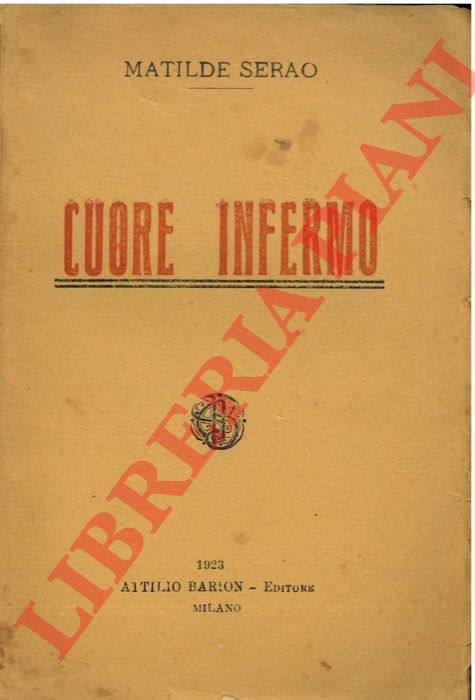 MATILDE SERAO
CUORE INFERMO
1923
ATTILIO BARION - EDITORE
MILANO
LIBRERIA PIANI